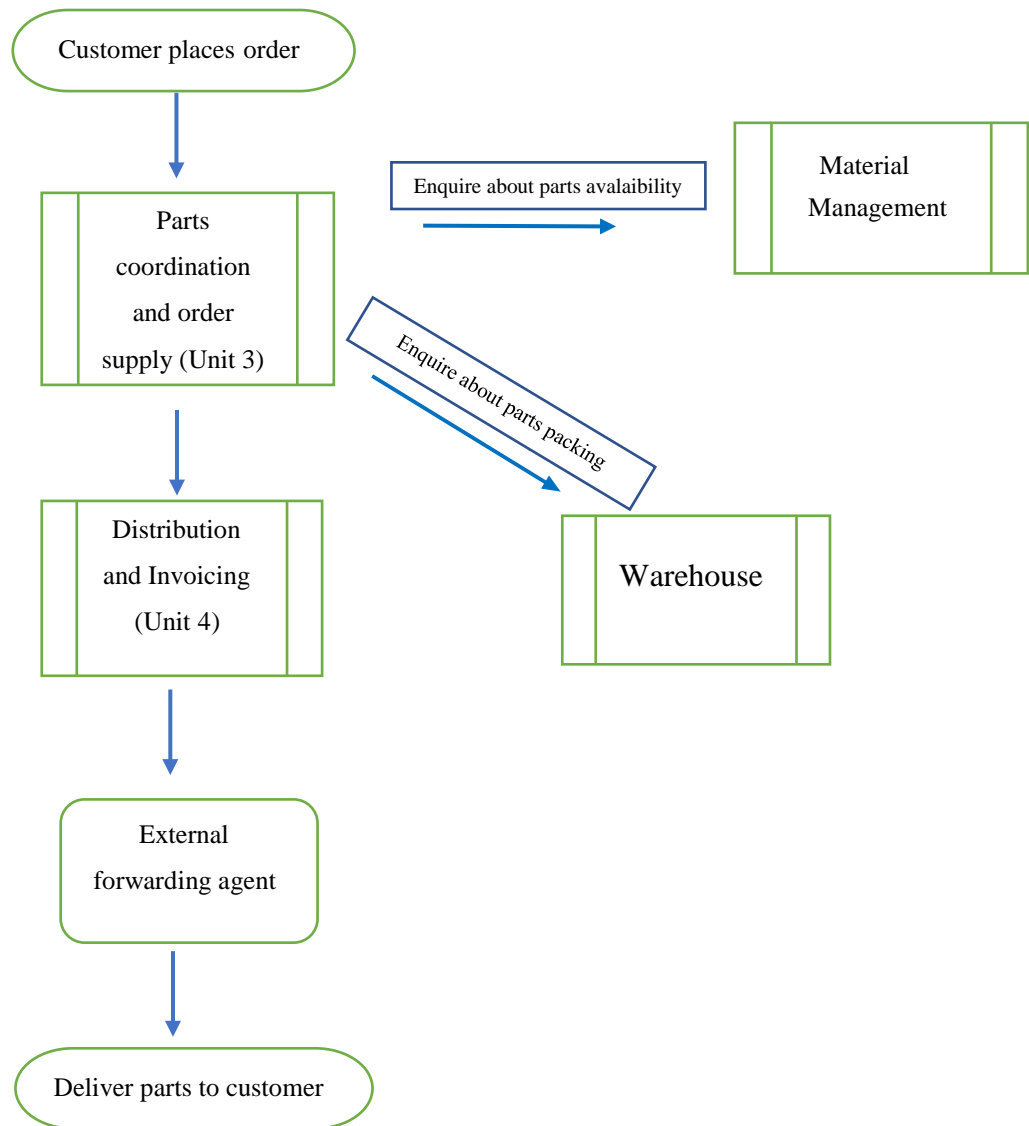 Customer places order
Parts
coordination
and order
supply (Unit 3)
Enquire about parts avalaibility
Material
Management
Enquire about parts packing
Warehouse
Distribution
and Invoicing
(Unit 4)
External
forwarding agent
Deliver parts to customer